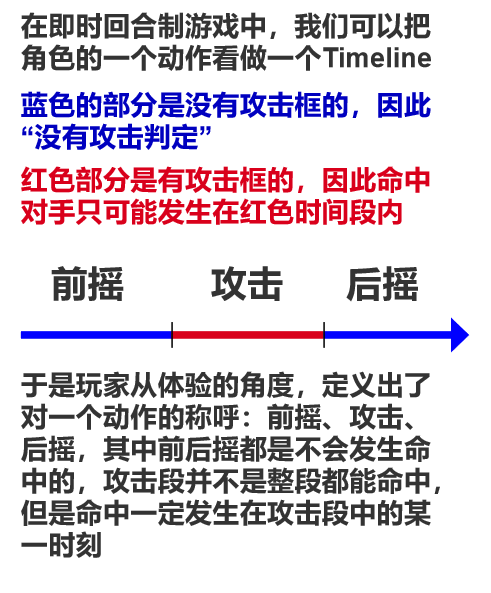 在即时回合制游戏中，我们可以把
角色的一个动作看做一个Timeline
蓝色的部分是没有攻击框的，因此
“没有攻击判定”
红色部分是有攻击框的，因此命中
对手只可能发生在红色时间段内
前摇 攻击 后摇
于是玩家从体验的角度，定义出了
对一个动作的称呼：前摇、攻击、
后摇，其中前后摇都是不会发生命
中的，攻击段并不是整段都能命中，
但是命中一定发生在攻击段中的某
一时刻